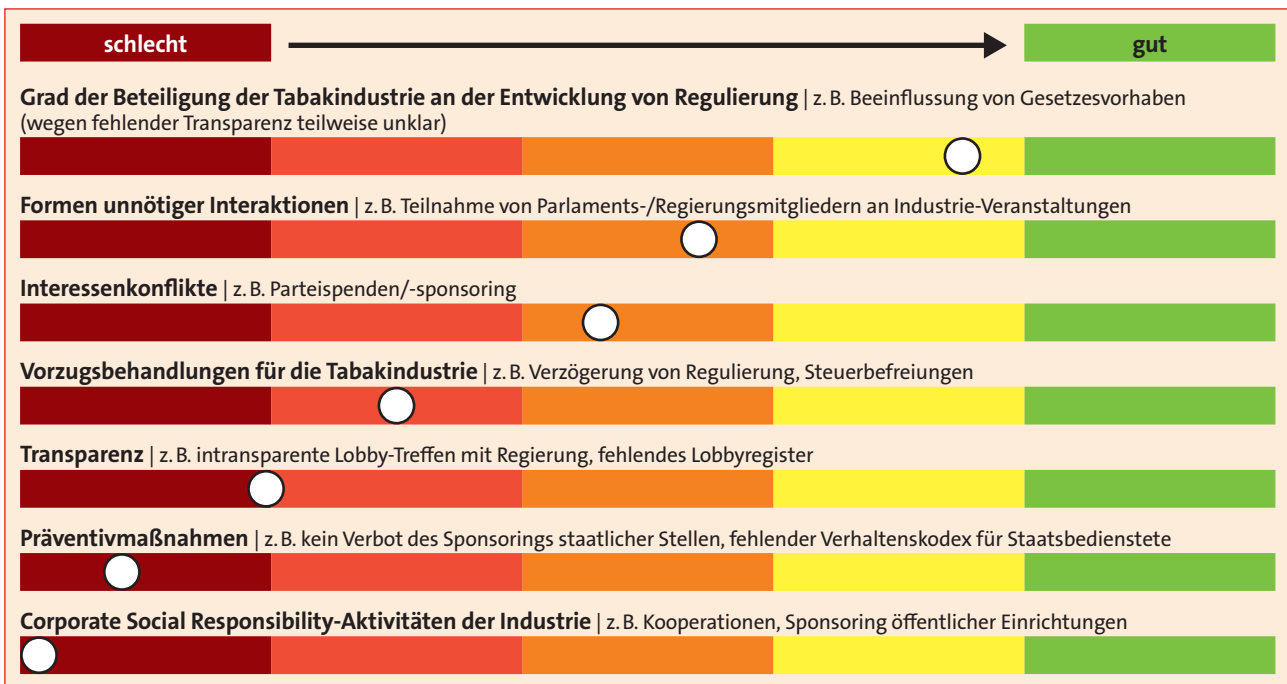 schlecht
gut
Grad der Beteiligung der Tabakindustrie an der Entwicklung von Regulierung | z. B. Beeinflussung von Gesetzesvorhaben
(wegen fehlender Transparenz teilweise unklar)
Formen unnötiger Interaktionen | z. B. Teilnahme von Parlaments-/Regierungsmitgliedern an Industrie-Veranstaltungen
Interessenkonflikte | z. B. Parteispenden/-sponsoring
Vorzugsbehandlungen für die Tabakindustrie | z. B. Verzögerung von Regulierung, Steuerbefreiungen
Transparenz | z. B. intransparente Lobby-Treffen mit Regierung, fehlendes Lobbyregister
Präventivmaßnahmen | z. B. kein Verbot des Sponsorings staatlicher Stellen, fehlender Verhaltenskodex für Staatsbedienstete
Corporate Social Responsibility-Aktivitäten der Industrie | z. B. Kooperationen, Sponsoring öffentlicher Einrichtungen